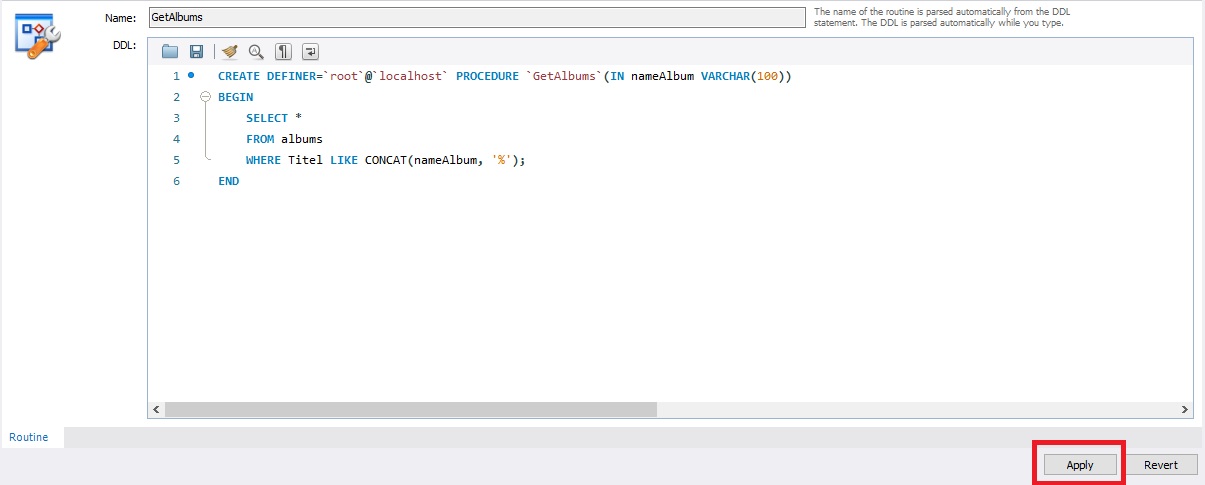 Name: GetAlbums
The name of the routine is parsed automatically from the DDL
statement. The DDL is parsed automatically while you type.
DDL:
1 CREATE DEFINER=`root`@`localhost` PROCEDURE `GetAlbums`(IN nameAlbum VARCHAR(100))
2 BEGIN
3 SELECT *
4 FROM albums
5 WHERE Titel LIKE CONCAT(nameAlbum, '%');
6 END
Routine
Apply Revert